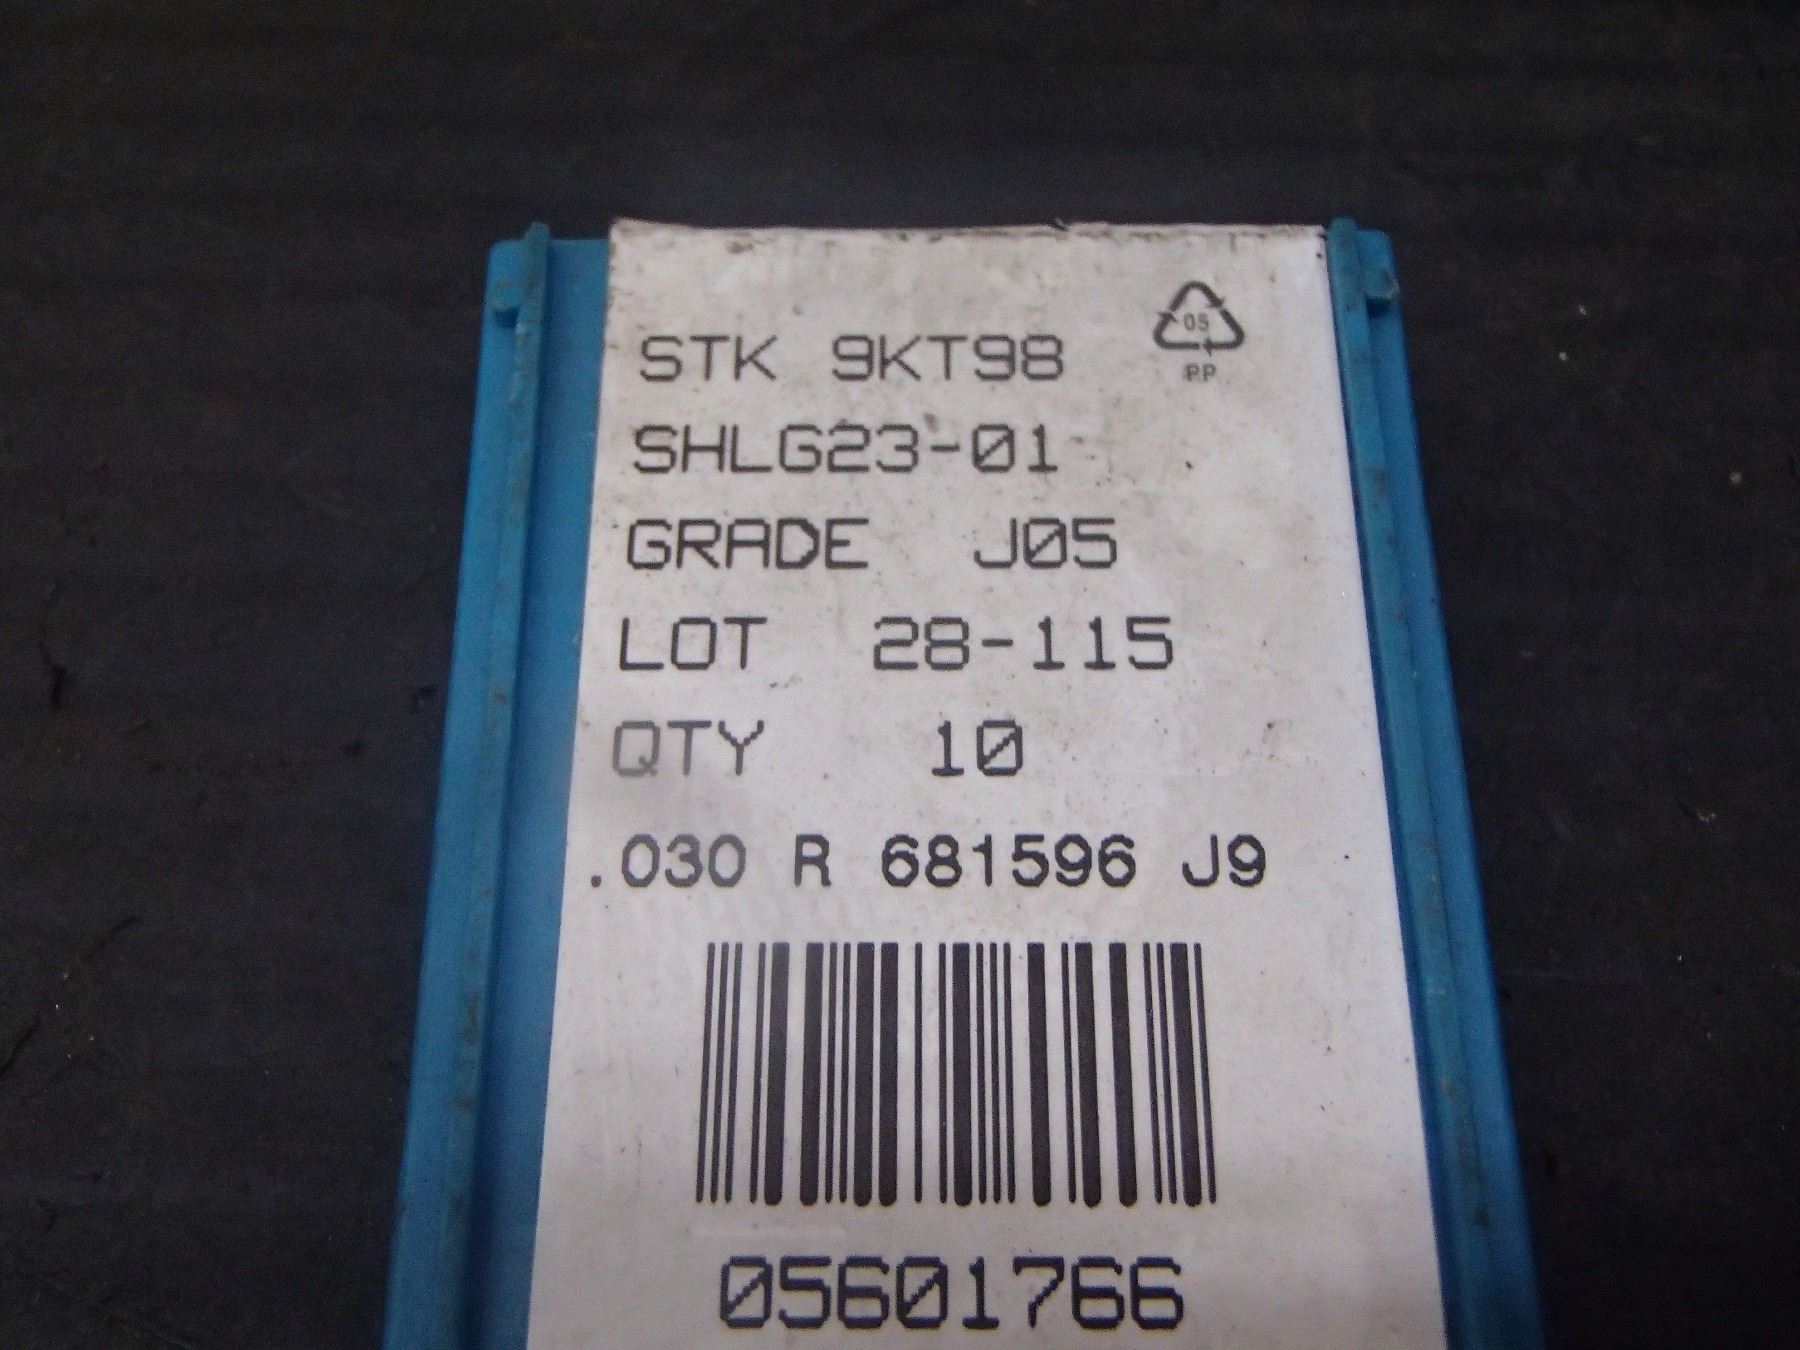 STK 9KT98
05
PP
SHLG23-01
GRADE J05
LOT 28-115
QTY 10
.030 R 681596 J9
05601766